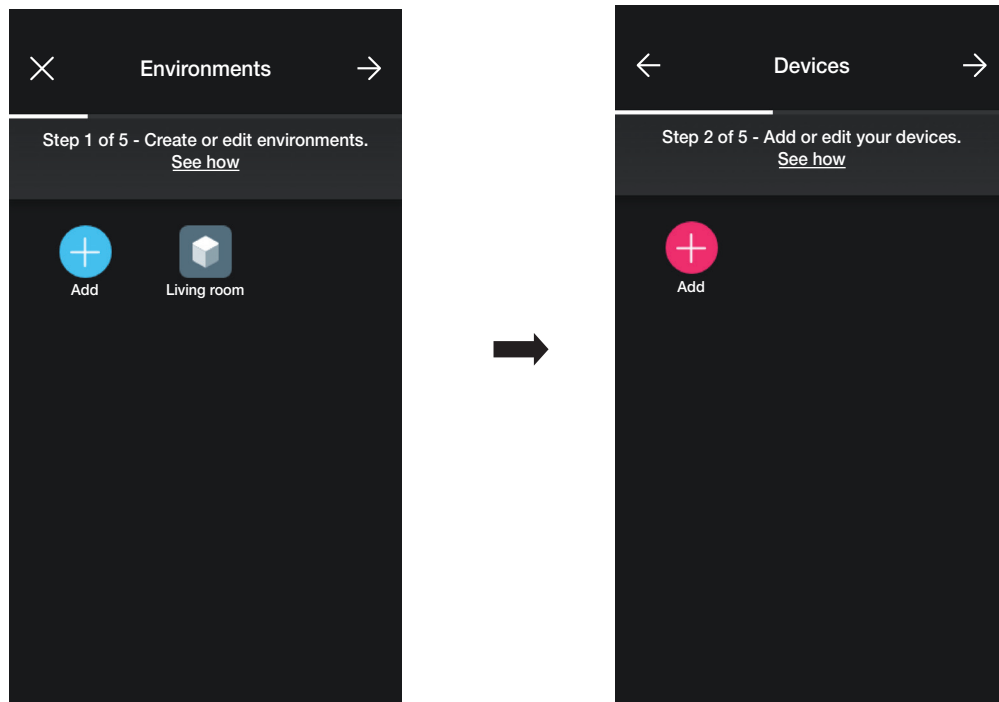 Environments
Step 1 of 5 - Create or edit environments.
See how
Add
Living room
Devices
Step 2 of 5 - Add or edit your devices.
See how
Add